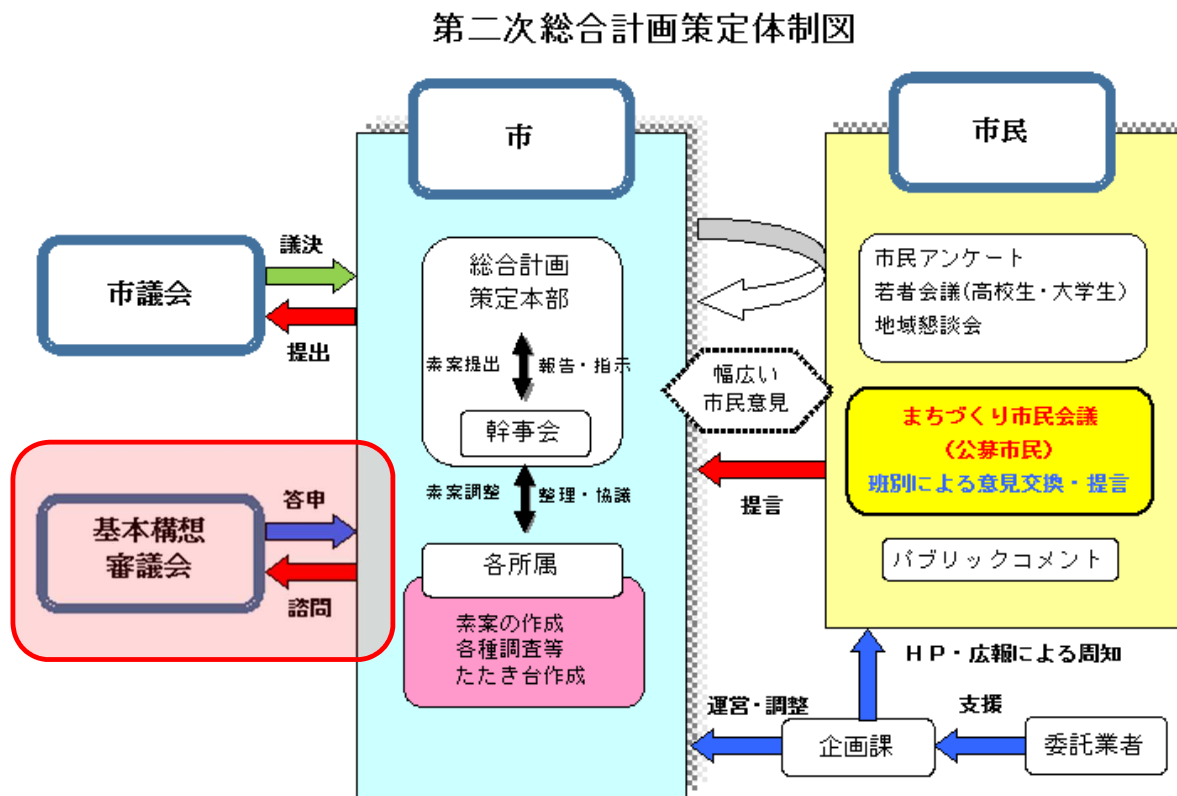 第二次総合計画策定体制図
市
市民
市議会
議決
提出
総合計画
策定本部
素案提出
報告・指示
幹事会
素案調整
整理・協議
各所属
素案の作成
各種調査等
たたき台作成
基本構想
審議会
答申
諮問
幅広い
市民意見
提言
市民アンケート
若者会議(高校生・大学生)
地域懇談会
まちづくり市民会議
(公募市民)
班別による意見交換・提言
パブリックコメント
ＨＰ・広報による周知
運営・調整
企画課
支援
委託業者